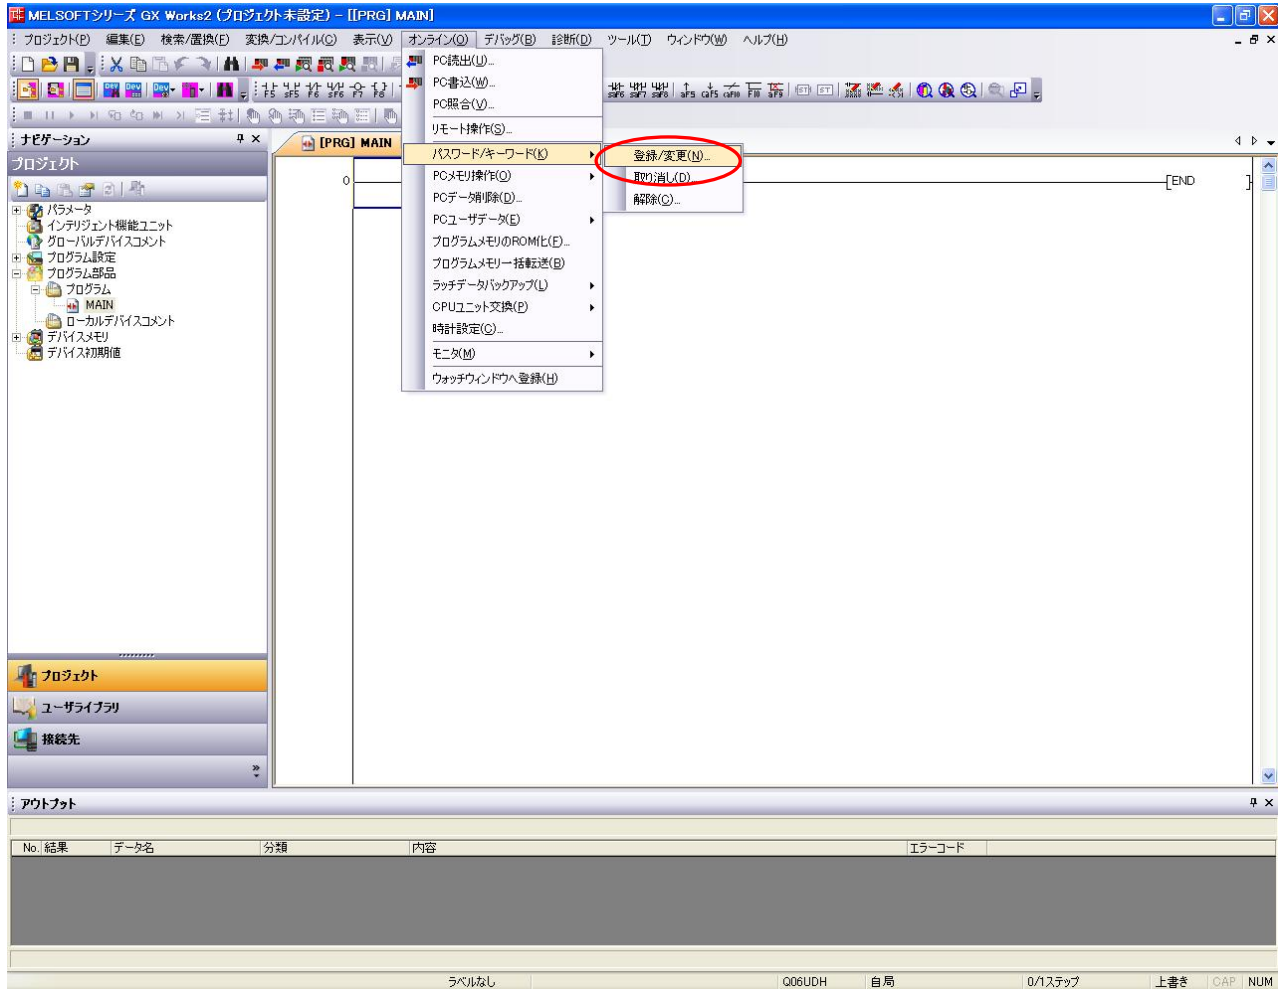 MELSOFTシリーズ GX Works2 (プロジェクト未設定) - [[PRG] MAIN]
プロジェクト(P) 編集(E) 検索/置換(F) 変換/コンパイル(C) 表示(V) オンライン(O) デバッグ(B) 診断(D) ツール(T) ウィンドウ(W) ヘルプ(H)
ナビゲーション
プロジェクト
パラメータ
インテリジェント機能ユニット
グローバルデバイスコメント
プログラム設定
プログラム部品
プログラム
MAIN
ローカルデバイスコメント
デバイスメモリ
デバイス初期値
プロジェクト
ユーザライブラリ
接続先
[PRG] MAIN
0
[END ]
PC読出(U)...
PC書込(W)...
PC照合(V)...
リモート操作(S)...
パスワード/キーワード(K)
PCメモリ操作(O)
PCデータ削除(D)...
PCユーザデータ(E)
プログラムメモリのROM化(F)...
プログラムメモリ一括転送(B)
ラッチデータバックアップ(L)
CPUユニット交換(P)
時計設定(C)...
モニタ(M)
ウォッチウィンドウへ登録(H)
登録/変更(N)...
取り消し(D)...
解除(C)...
アウトプット
No. 結果 データ名 分類 内容 エラーコード
ラベルなし Q06UDH 自局 0/1ステップ 上書き CAP NUM